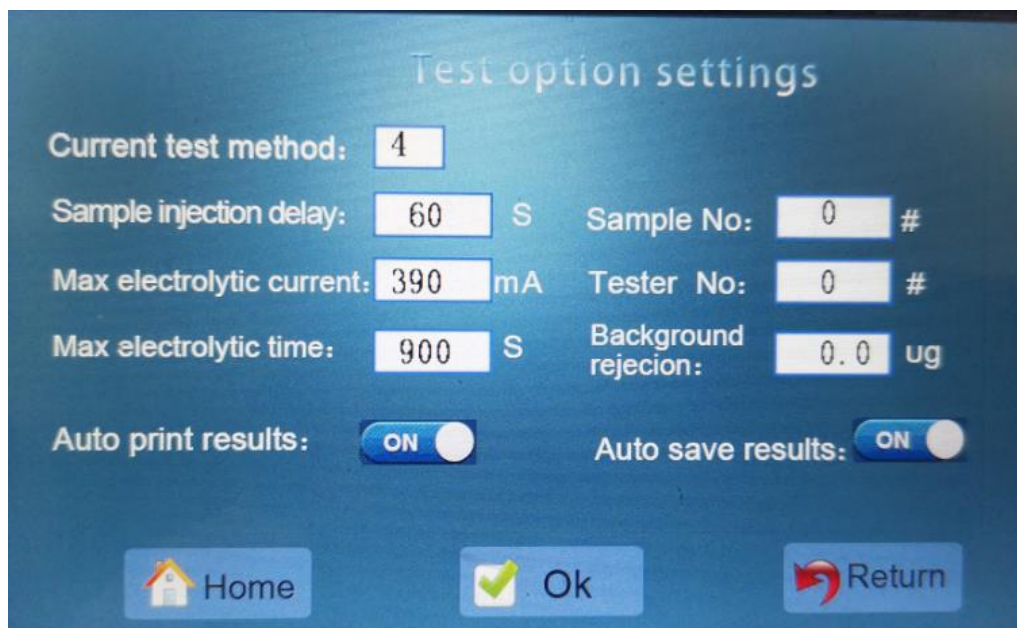 Test option settings
Current test method: 4
Sample injection delay: 60 S Sample No: 0 #
Max electrolytic current: 390 mA Tester No: 0 #
Max electrolytic time: 900 S Background rejecion: 0.0 ug
Auto print results: ON Auto save results: ON
Home Ok Return